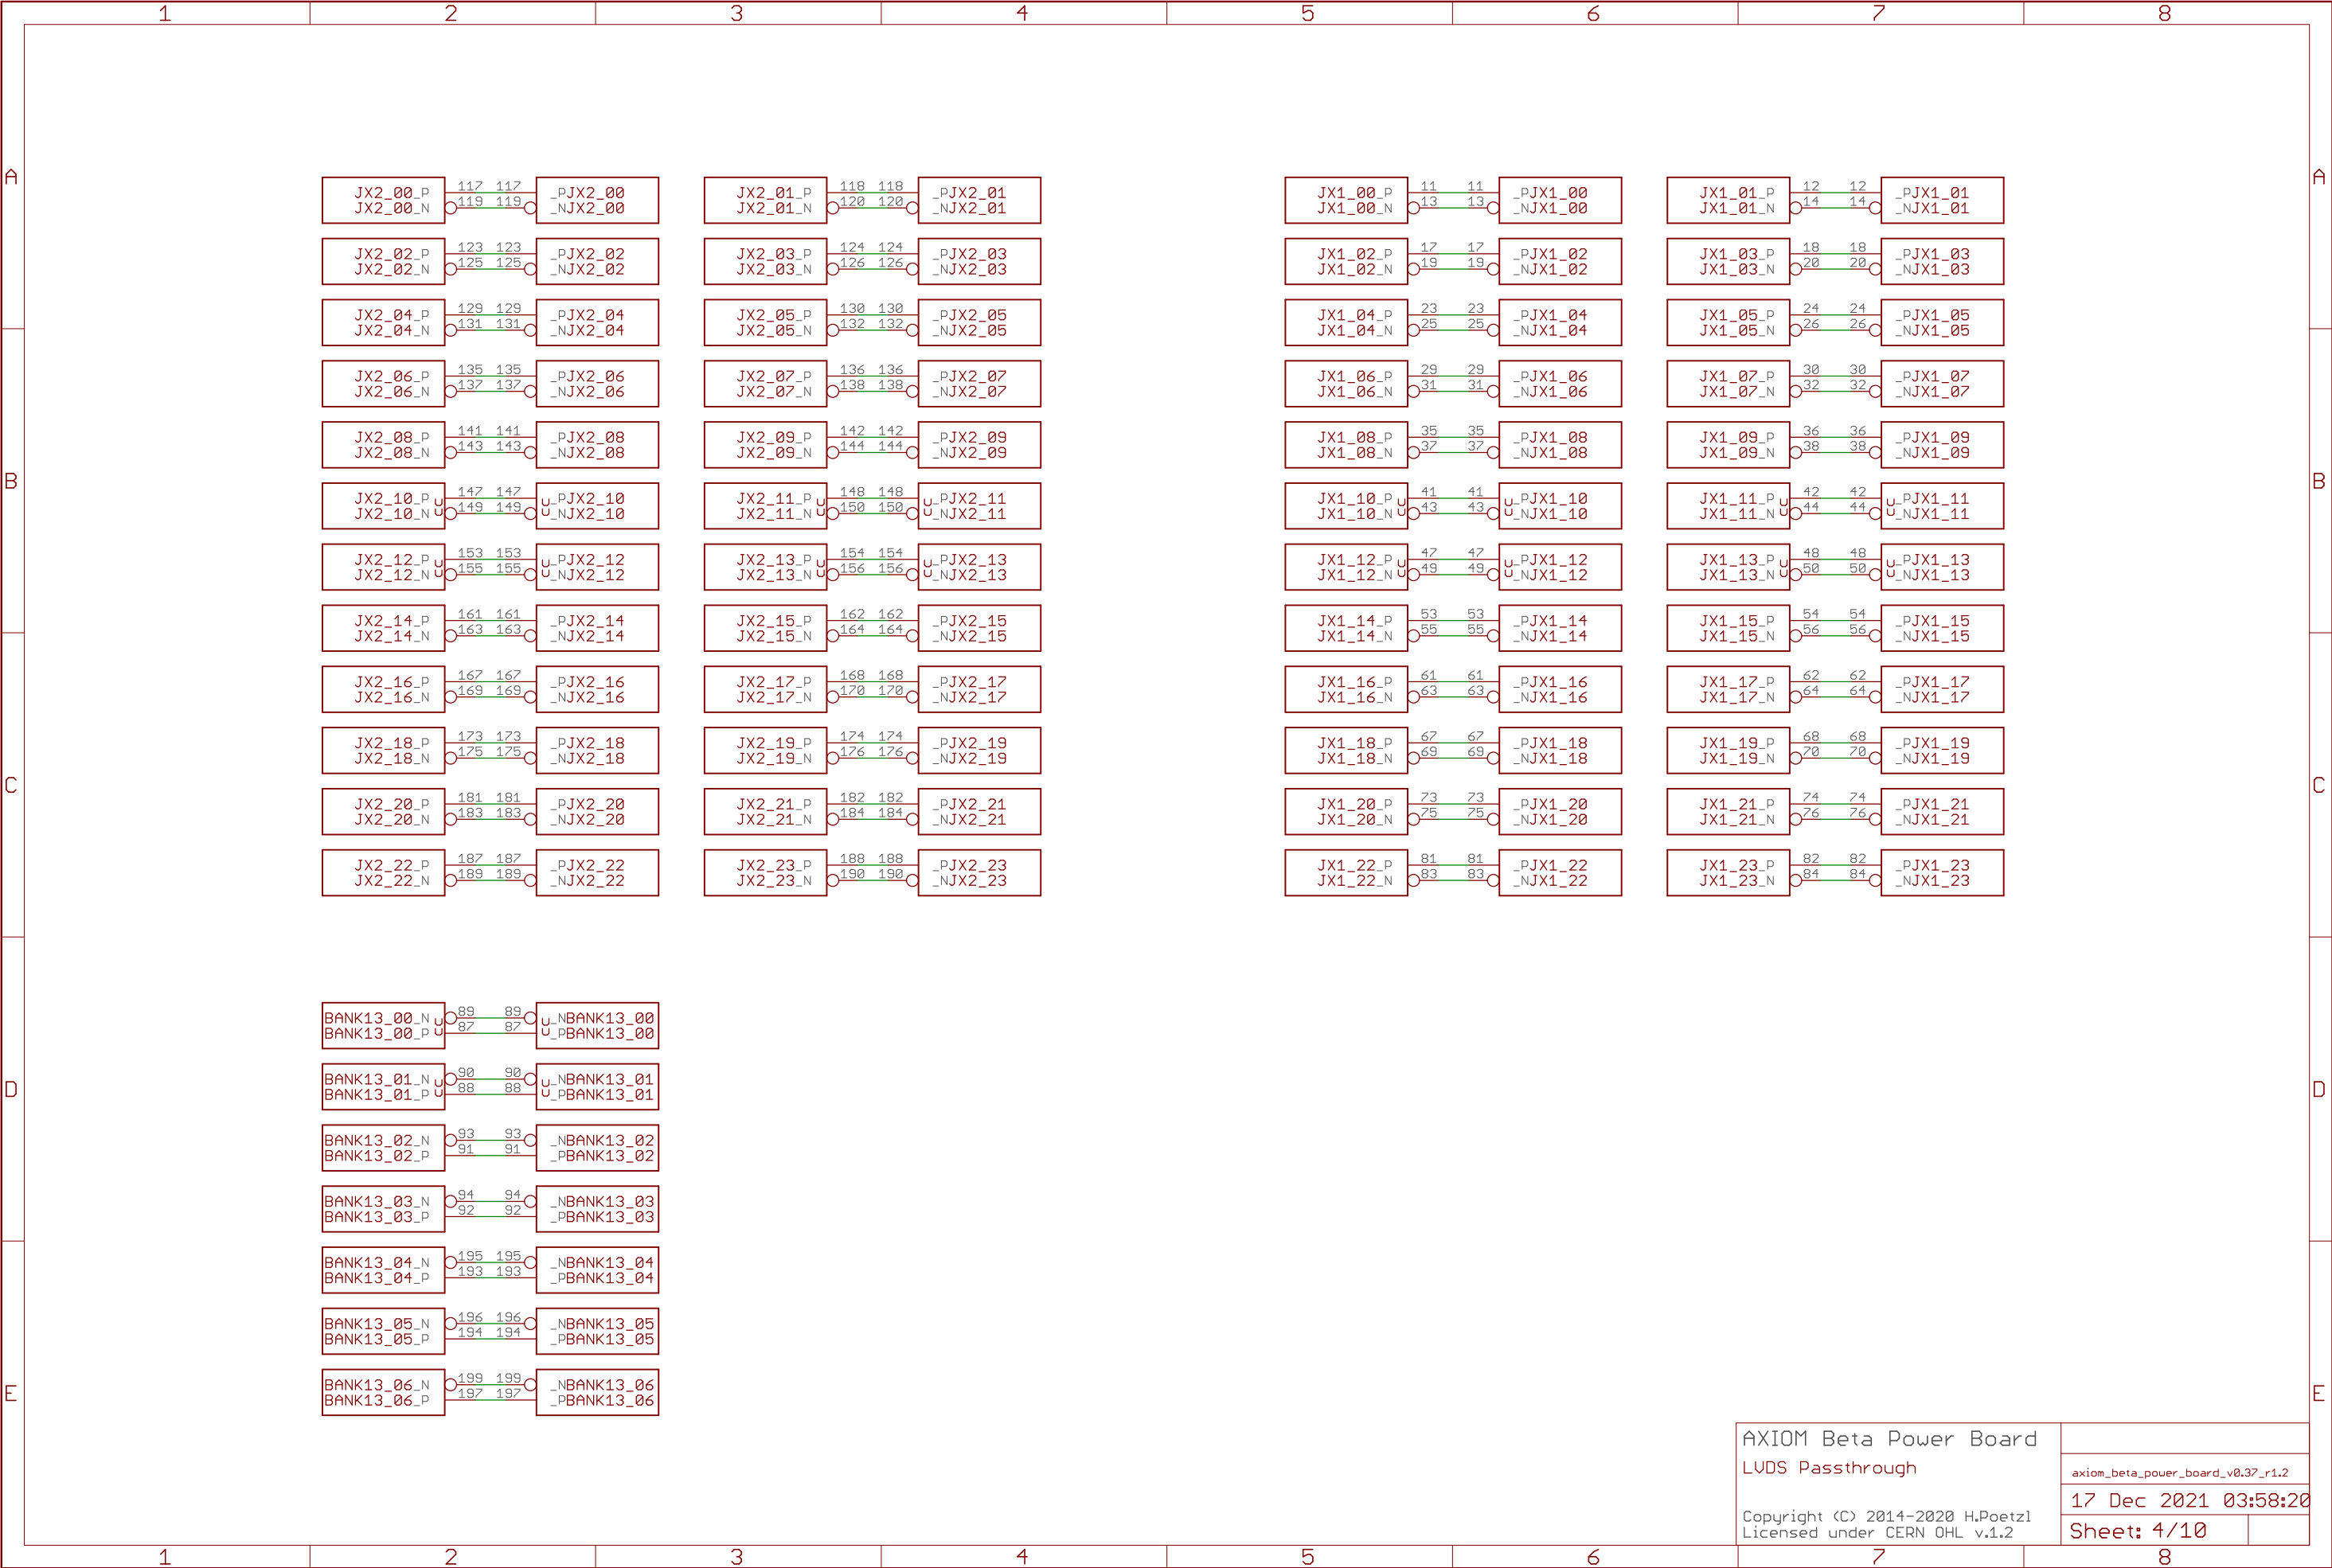 1 2 3 4 5 6 7 8
A A
JX2_00_P 117 117 _PJX2_00 JX2_01_P 118 118 _PJX2_01 JX1_00_P 11 11 _PJX1_00 JX1_01_P 12 12 _PJX1_01
JX2_00_N 119 119 _NJX2_00 JX2_01_N 120 120 _NJX2_01 JX1_00_N 13 13 _NJX1_00 JX1_01_N 14 14 _NJX1_01
JX2_02_P 123 123 _PJX2_02 JX2_03_P 124 124 _PJX2_03 JX1_02_P 17 17 _PJX1_02 JX1_03_P 18 18 _PJX1_03
JX2_02_N 125 125 _NJX2_02 JX2_03_N 126 126 _NJX2_03 JX1_02_N 19 19 _NJX1_02 JX1_03_N 20 20 _NJX1_03
JX2_04_P 129 129 _PJX2_04 JX2_05_P 130 130 _PJX2_05 JX1_04_P 23 23 _PJX1_04 JX1_05_P 24 24 _PJX1_05
JX2_04_N 131 131 _NJX2_04 JX2_05_N 132 132 _NJX2_05 JX1_04_N 25 25 _NJX1_04 JX1_05_N 26 26 _NJX1_05
JX2_06_P 135 135 _PJX2_06 JX2_07_P 136 136 _PJX2_07 JX1_06_P 29 29 _PJX1_06 JX1_07_P 30 30 _PJX1_07
JX2_06_N 137 137 _NJX2_06 JX2_07_N 138 138 _NJX2_07 JX1_06_N 31 31 _NJX1_06 JX1_07_N 32 32 _NJX1_07
JX2_08_P 141 141 _PJX2_08 JX2_09_P 142 142 _PJX2_09 JX1_08_P 35 35 _PJX1_08 JX1_09_P 36 36 _PJX1_09
JX2_08_N 143 143 _NJX2_08 JX2_09_N 144 144 _NJX2_09 JX1_08_N 37 37 _NJX1_08 JX1_09_N 38 38 _NJX1_09
B B
JX2_10_P U 147 147 U _PJX2_10 JX2_11_P U 148 148 U _PJX2_11 JX1_10_P U 41 41 U _PJX1_10 JX1_11_P U 42 42 U _PJX1_11
JX2_10_N U 149 149 U _NJX2_10 JX2_11_N U 150 150 U _NJX2_11 JX1_10_N U 43 43 U _NJX1_10 JX1_11_N U 44 44 U _NJX1_11
JX2_12_P U 153 153 U _PJX2_12 JX2_13_P U 154 154 U _PJX2_13 JX1_12_P U 47 47 U _PJX1_12 JX1_13_P U 48 48 U _PJX1_13
JX2_12_N U 155 155 U _NJX2_12 JX2_13_N U 156 156 U _NJX2_13 JX1_12_N U 49 49 U _NJX1_12 JX1_13_N U 50 50 U _NJX1_13
JX2_14_P 161 161 _PJX2_14 JX2_15_P 162 162 _PJX2_15 JX1_14_P 53 53 _PJX1_14 JX1_15_P 54 54 _PJX1_15
JX2_14_N 163 163 _NJX2_14 JX2_15_N 164 164 _NJX2_15 JX1_14_N 55 55 _NJX1_14 JX1_15_N 56 56 _NJX1_15
JX2_16_P 167 167 _PJX2_16 JX2_17_P 168 168 _PJX2_17 JX1_16_P 61 61 _PJX1_16 JX1_17_P 62 62 _PJX1_17
JX2_16_N 169 169 _NJX2_16 JX2_17_N 170 170 _NJX2_17 JX1_16_N 63 63 _NJX1_16 JX1_17_N 64 64 _NJX1_17
JX2_18_P 173 173 _PJX2_18 JX2_19_P 174 174 _PJX2_19 JX1_18_P 67 67 _PJX1_18 JX1_19_P 68 68 _PJX1_19
JX2_18_N 175 175 _NJX2_18 JX2_19_N 176 176 _NJX2_19 JX1_18_N 69 69 _NJX1_18 JX1_19_N 70 70 _NJX1_19
C C
JX2_20_P 181 181 _PJX2_20 JX2_21_P 182 182 _PJX2_21 JX1_20_P 73 73 _PJX1_20 JX1_21_P 74 74 _PJX1_21
JX2_20_N 183 183 _NJX2_20 JX2_21_N 184 184 _NJX2_21 JX1_20_N 75 75 _NJX1_20 JX1_21_N 76 76 _NJX1_21
JX2_22_P 187 187 _PJX2_22 JX2_23_P 188 188 _PJX2_23 JX1_22_P 81 81 _PJX1_22 JX1_23_P 82 82 _PJX1_23
JX2_22_N 189 189 _NJX2_22 JX2_23_N 190 190 _NJX2_23 JX1_22_N 83 83 _NJX1_22 JX1_23_N 84 84 _NJX1_23
BANK13_00_N U 89 89 U _NBANK13_00
BANK13_00_P U 87 87 U _PBANK13_00
BANK13_01_N U 90 90 U _NBANK13_01
D D
BANK13_01_P U 88 88 U _PBANK13_01
BANK13_02_N 93 93 _NBANK13_02
BANK13_02_P 91 91 _PBANK13_02
BANK13_03_N 94 94 _NBANK13_03
BANK13_03_P 92 92 _PBANK13_03
BANK13_04_N 195 195 _NBANK13_04
BANK13_04_P 193 193 _PBANK13_04
BANK13_05_N 196 196 _NBANK13_05
BANK13_05_P 194 194 _PBANK13_05
BANK13_06_N 199 199 _NBANK13_06
E E
BANK13_06_P 197 197 _PBANK13_06
AXIOM Beta Power Board
LVDS Passthrough
axiom_beta_power_board_v0.37_r1.2
17 Dec 2021 03:58:20
Copyright (C) 2014-2020 H.Poetzl
Licensed under CERN OHL v.1.2
Sheet: 4/10
1 2 3 4 5 6 7 8